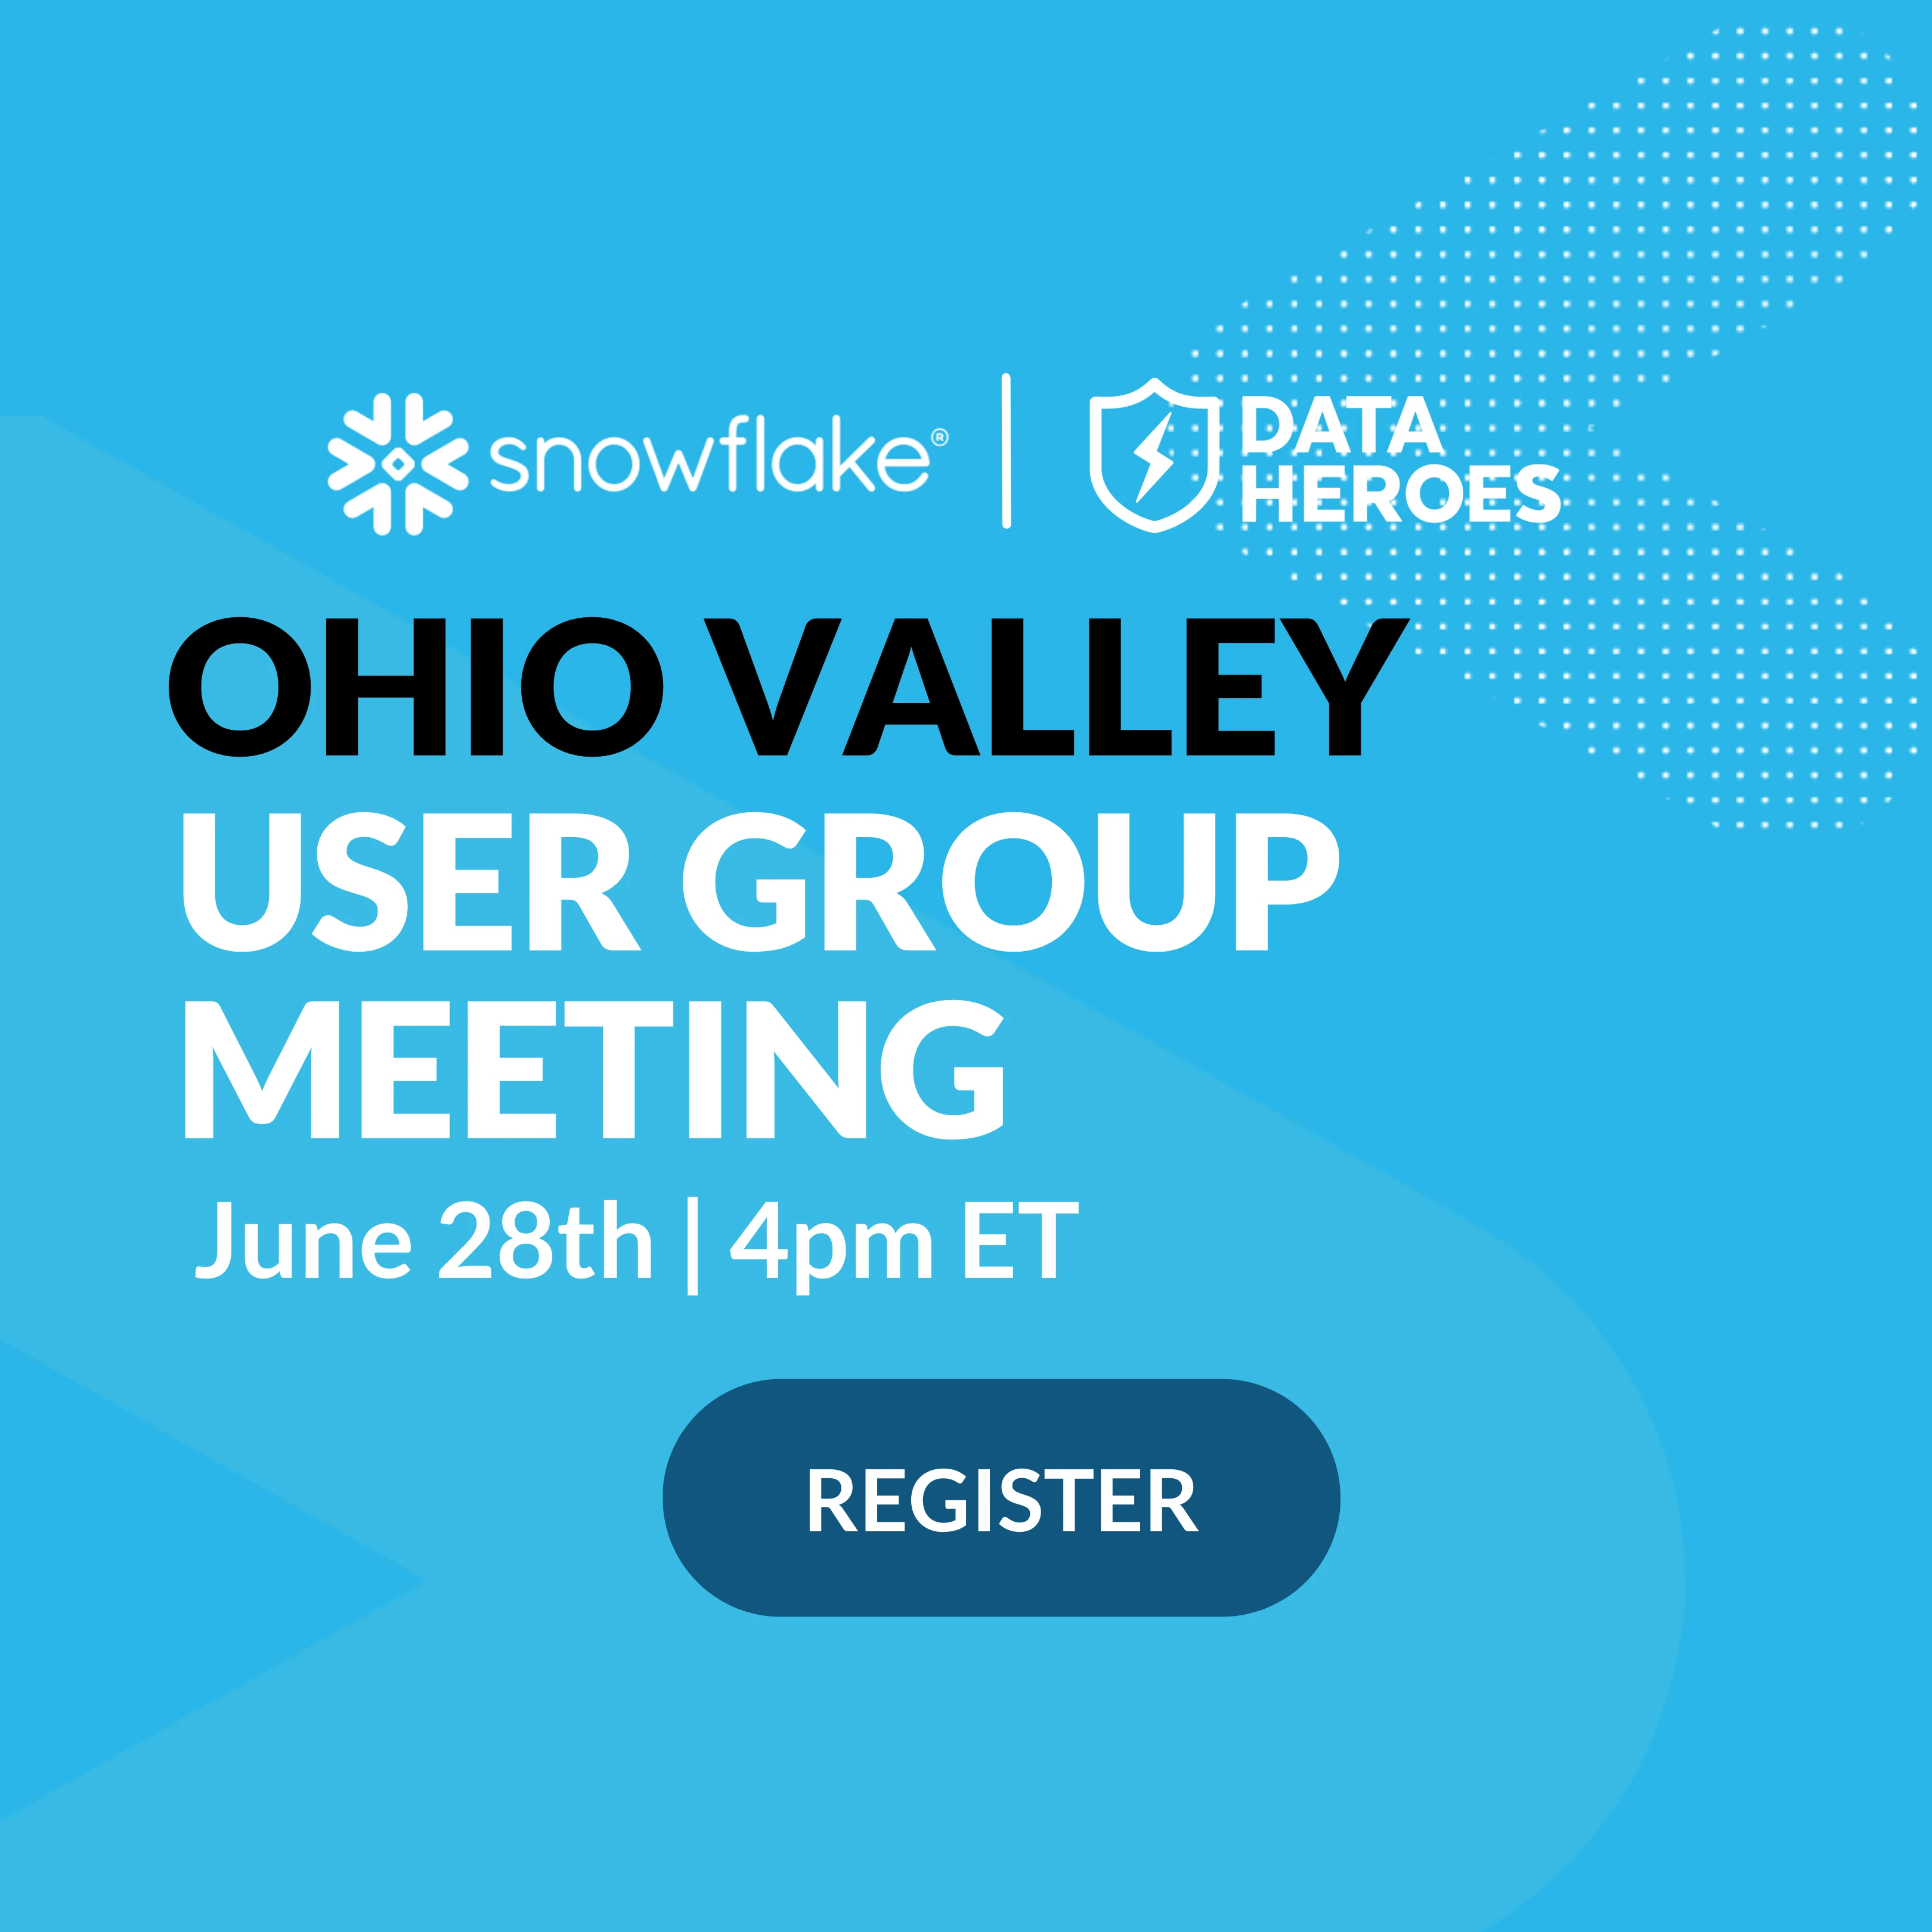 snowflake®
DATA
HEROES
OHIO VALLEY
USER GROUP
MEETING
June 28th | 4pm ET
REGISTER